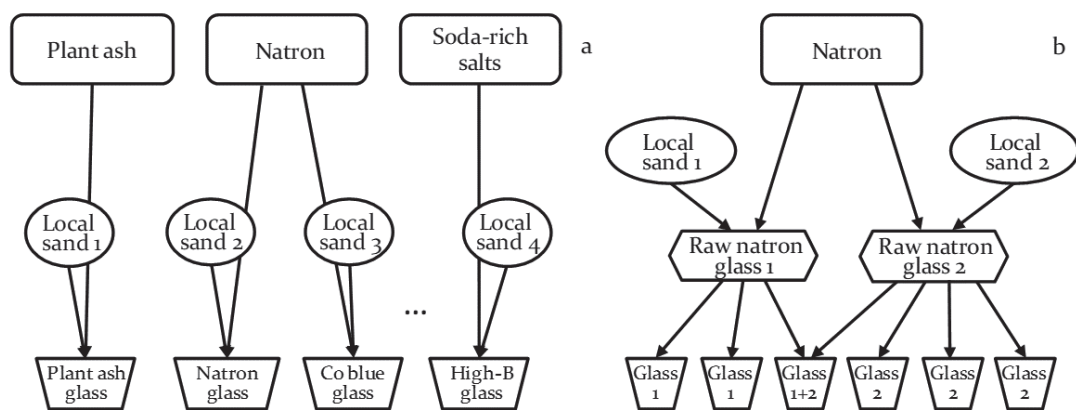 Plant ash
Natron
Soda-rich
salts
a
Local
sand 1
Local
sand 2
Local
sand 3
Local
sand 4
...
Plant ash
glass
Natron
glass
Co blue
glass
High-B
glass
Natron
b
Local
sand 1
Local
sand 2
Raw natron
glass 1
Raw natron
glass 2
Glass
1
Glass
1
Glass
1+2
Glass
2
Glass
2
Glass
2